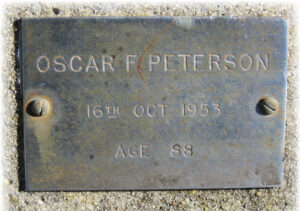 OSCAR F. PETERSON
16TH OCT 1953
AGE 88